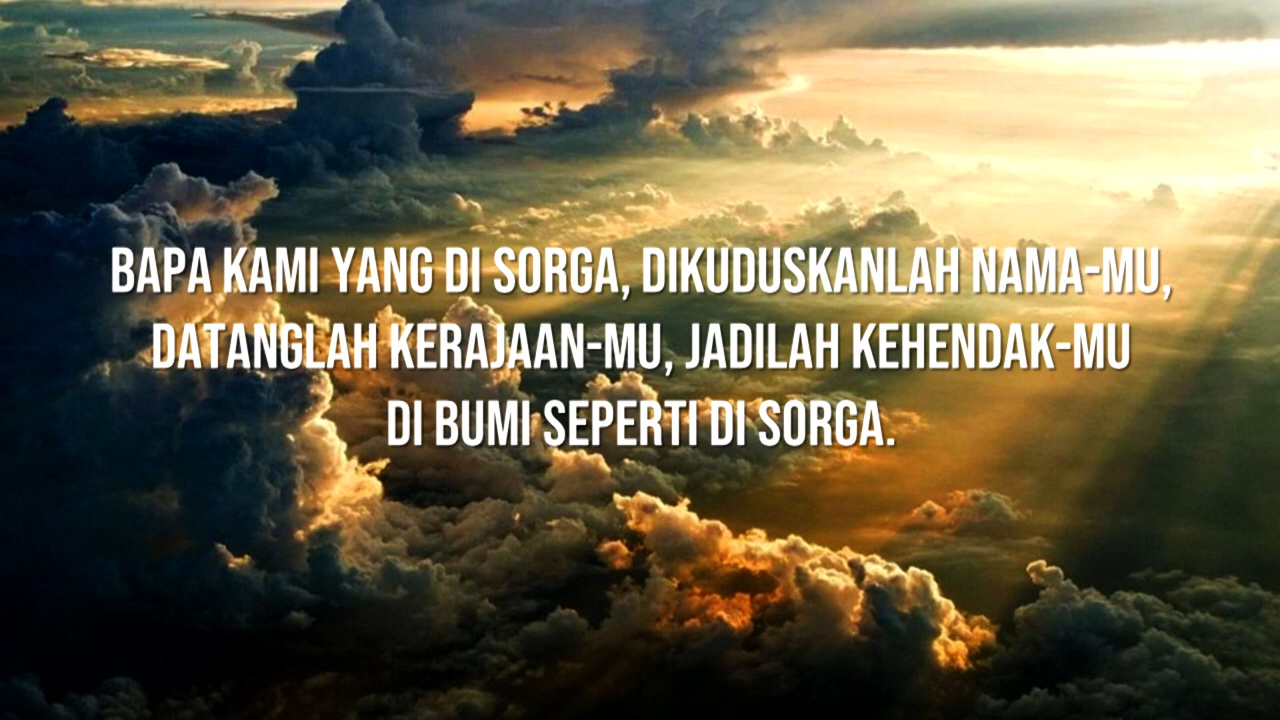 BAPA KAMI YANG DI SORGA, DIKUDUSKANLAH NAMA-MU,
DATANGLAH KERAJAAN-MU, JADILAH KEHENDAK-MU
DI BUMI SEPERTI DI SORGA.